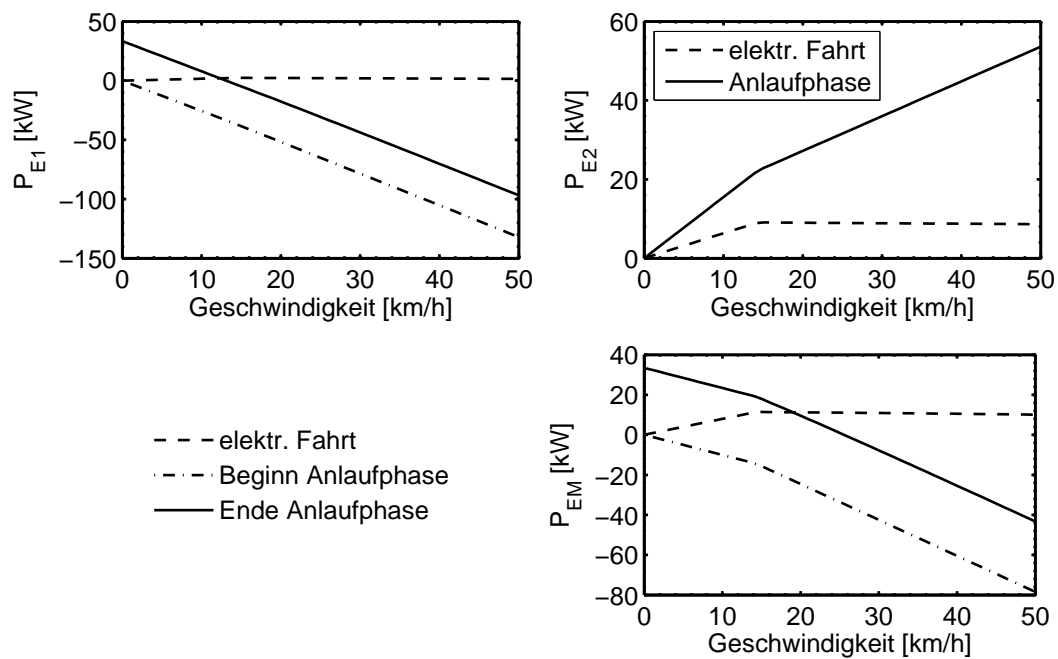 50
0
−50
−100
−150
P_E1 [kW]
0 10 20 30 40 50
Geschwindigkeit [km/h]
60
40
20
0
P_E2 [kW]
elektr. Fahrt
Anlaufphase
0 10 20 30 40 50
Geschwindigkeit [km/h]
elektr. Fahrt
Beginn Anlaufphase
Ende Anlaufphase
40
20
0
−20
−40
−60
−80
P_EM [kW]
0 10 20 30 40 50
Geschwindigkeit [km/h]